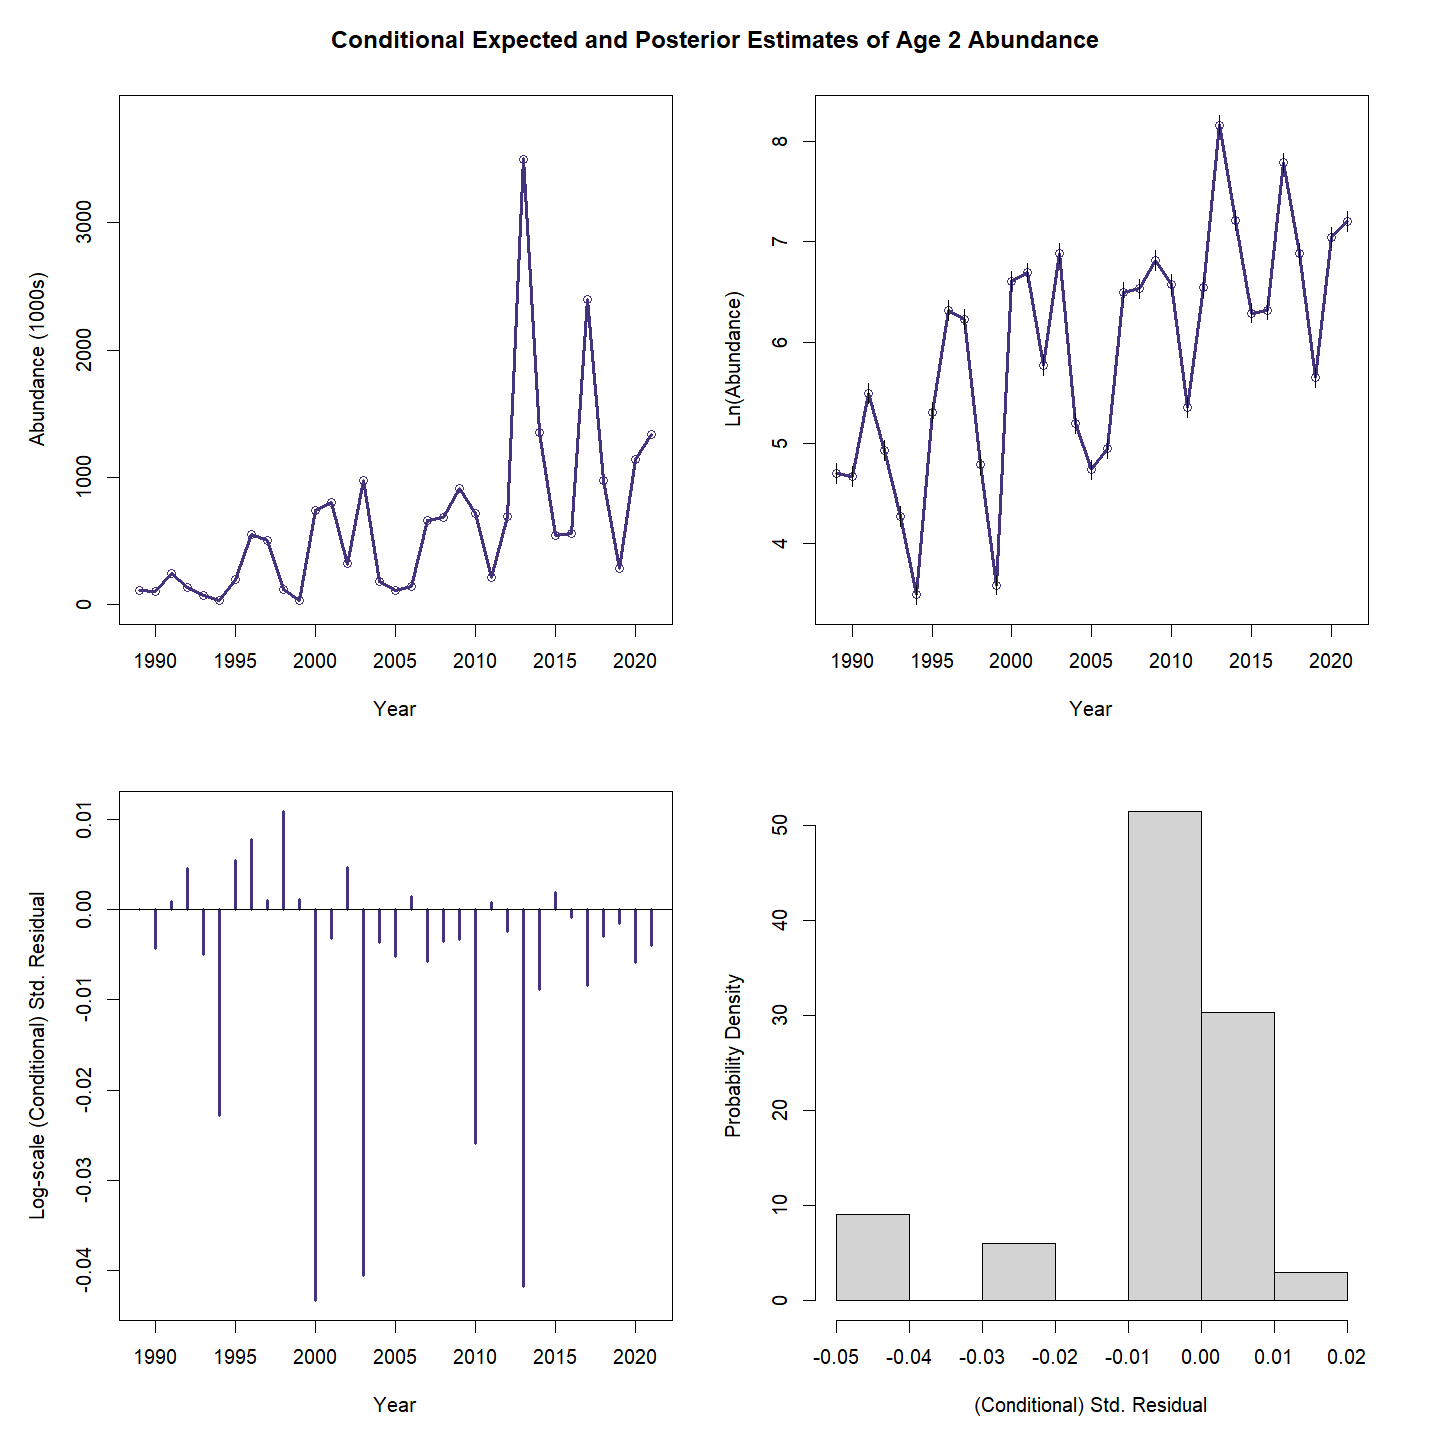 Conditional Expected and Posterior Estimates of Age 2 Abundance
Abundance (1000s)
3000
2000
1000
0
1990 1995 2000 2005 2010 2015 2020
Year
Ln(Abundance)
8
7
6
5
4
1990 1995 2000 2005 2010 2015 2020
Year
Log-scale (Conditional) Std. Residual
0.01
0.00
-0.01
-0.02
-0.03
-0.04
1990 1995 2000 2005 2010 2015 2020
Year
Probability Density
50
40
30
20
10
0
-0.05 -0.04 -0.03 -0.02 -0.01 0.00 0.01 0.02
(Conditional) Std. Residual